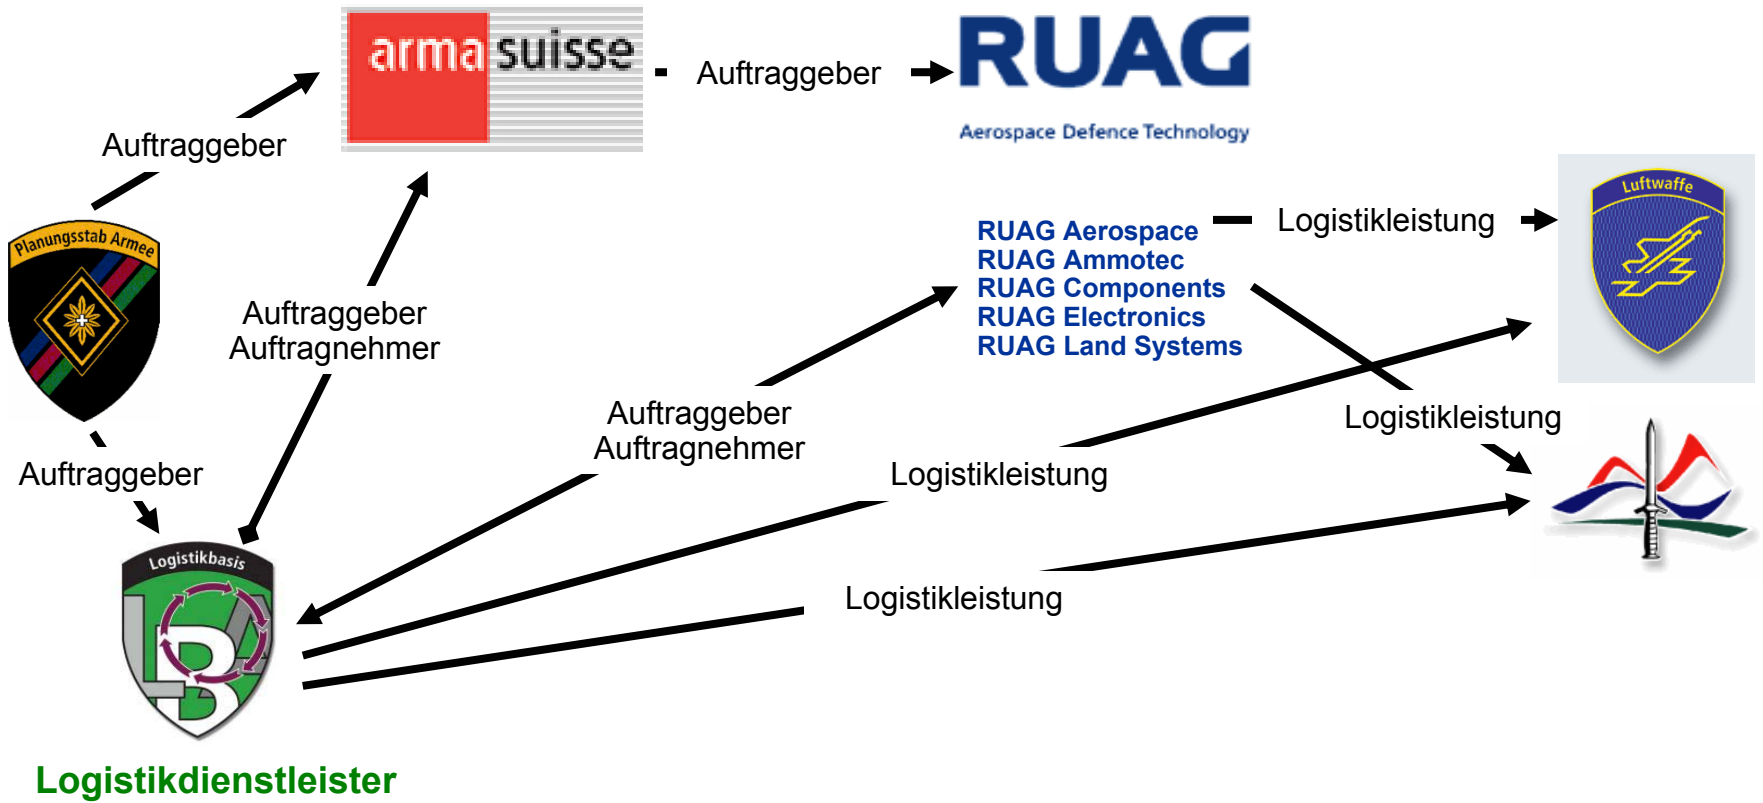 armasuisse
Auftraggeber
RUAG
Aerospace Defence Technology
Auftraggeber
Luftwaffe
Planungsstab Armee
RUAG Aerospace
RUAG Ammotec
RUAG Components
RUAG Electronics
RUAG Land Systems
Logistikleistung
Auftraggeber
Auftragnehmer
Auftraggeber
Auftragnehmer
Logistikleistung
Auftraggeber
Logistikleistung
Logistikbasis
LBA
Logistikleistung
Logistikdienstleister